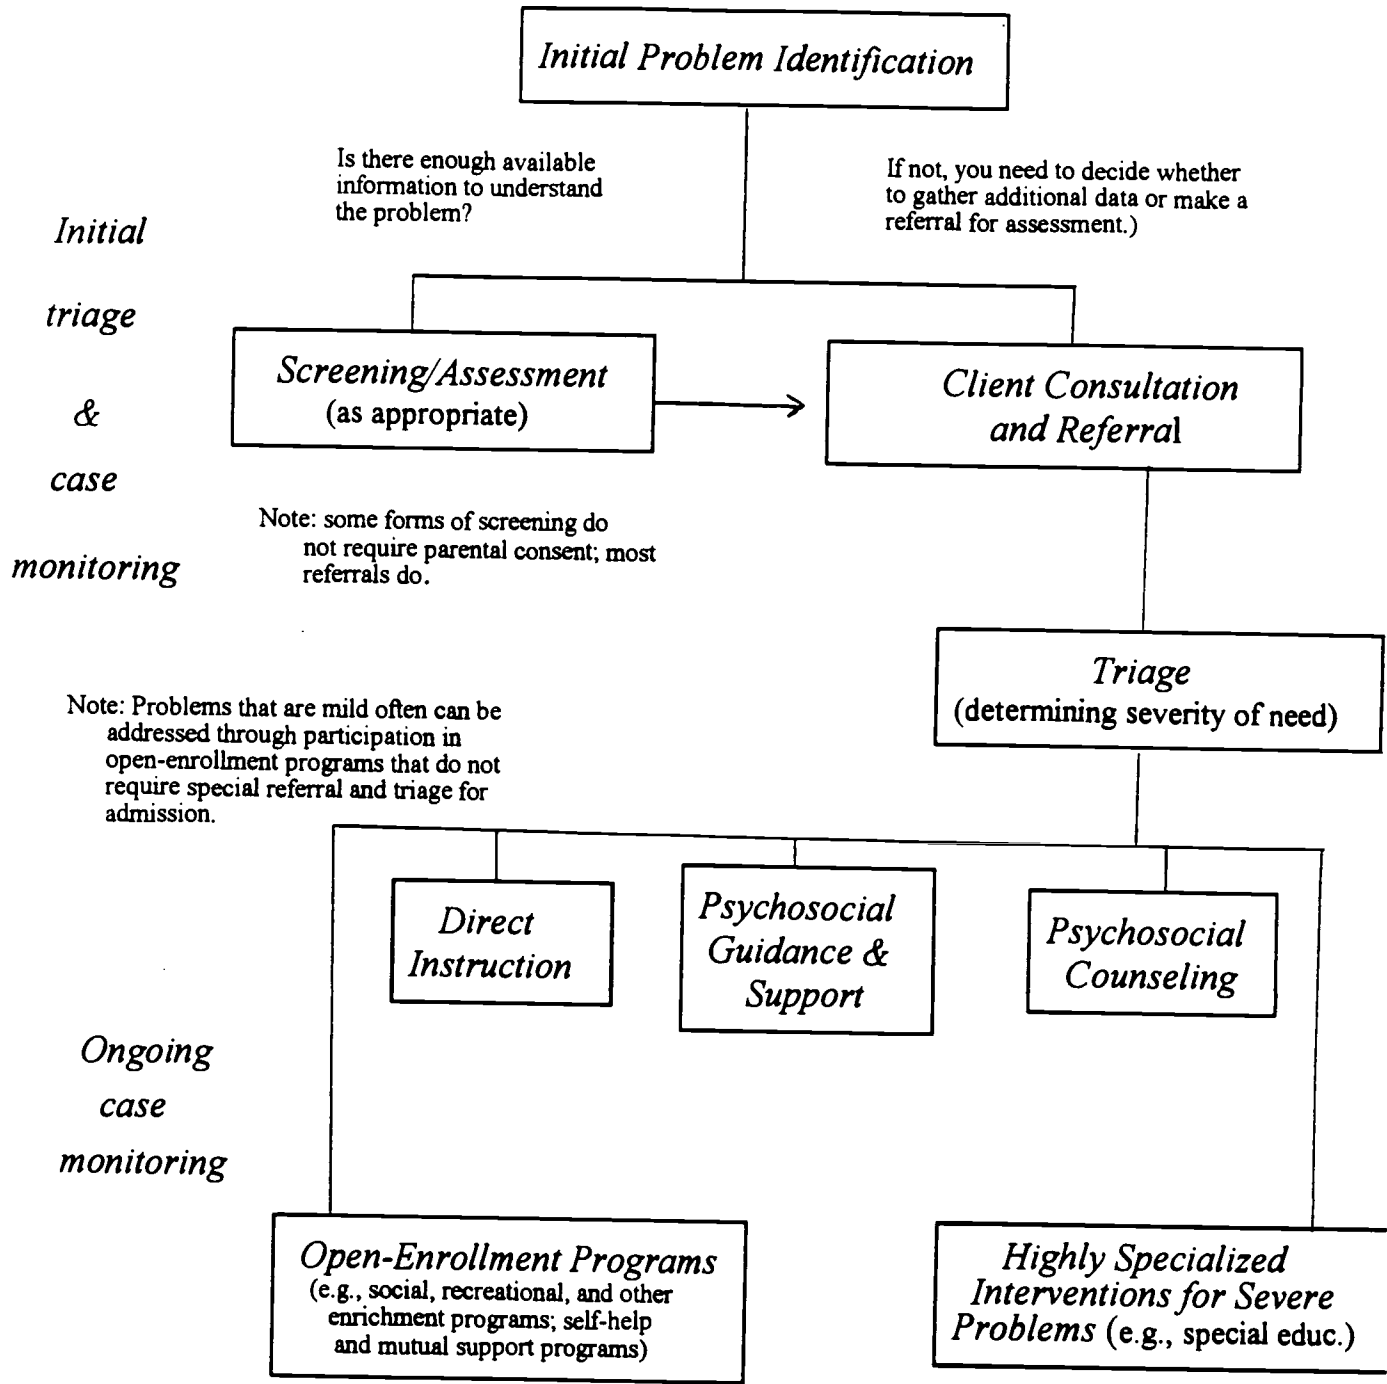 Initial Problem Identification
Is there enough available
information to understand
the problem?
If not, you need to decide whether
to gather additional data or make a
referral for assessment.)
Initial
triage
&
case
monitoring
Screening/Assessment
(as appropriate)
Client Consultation
and Referral
Note: some forms of screening do
not require parental consent; most
referrals do.
Triage
(determining severity of need)
Note: Problems that are mild often can be
addressed through participation in
open-enrollment programs that do not
require special referral and triage for
admission.
Direct
Instruction
Psychosocial
Guidance &
Support
Psychosocial
Counseling
Ongoing
case
monitoring
Open-Enrollment Programs
(e.g., social, recreational, and other
enrichment programs; self-help
and mutual support programs)
Highly Specialized
Interventions for Severe
Problems (e.g., special educ.)